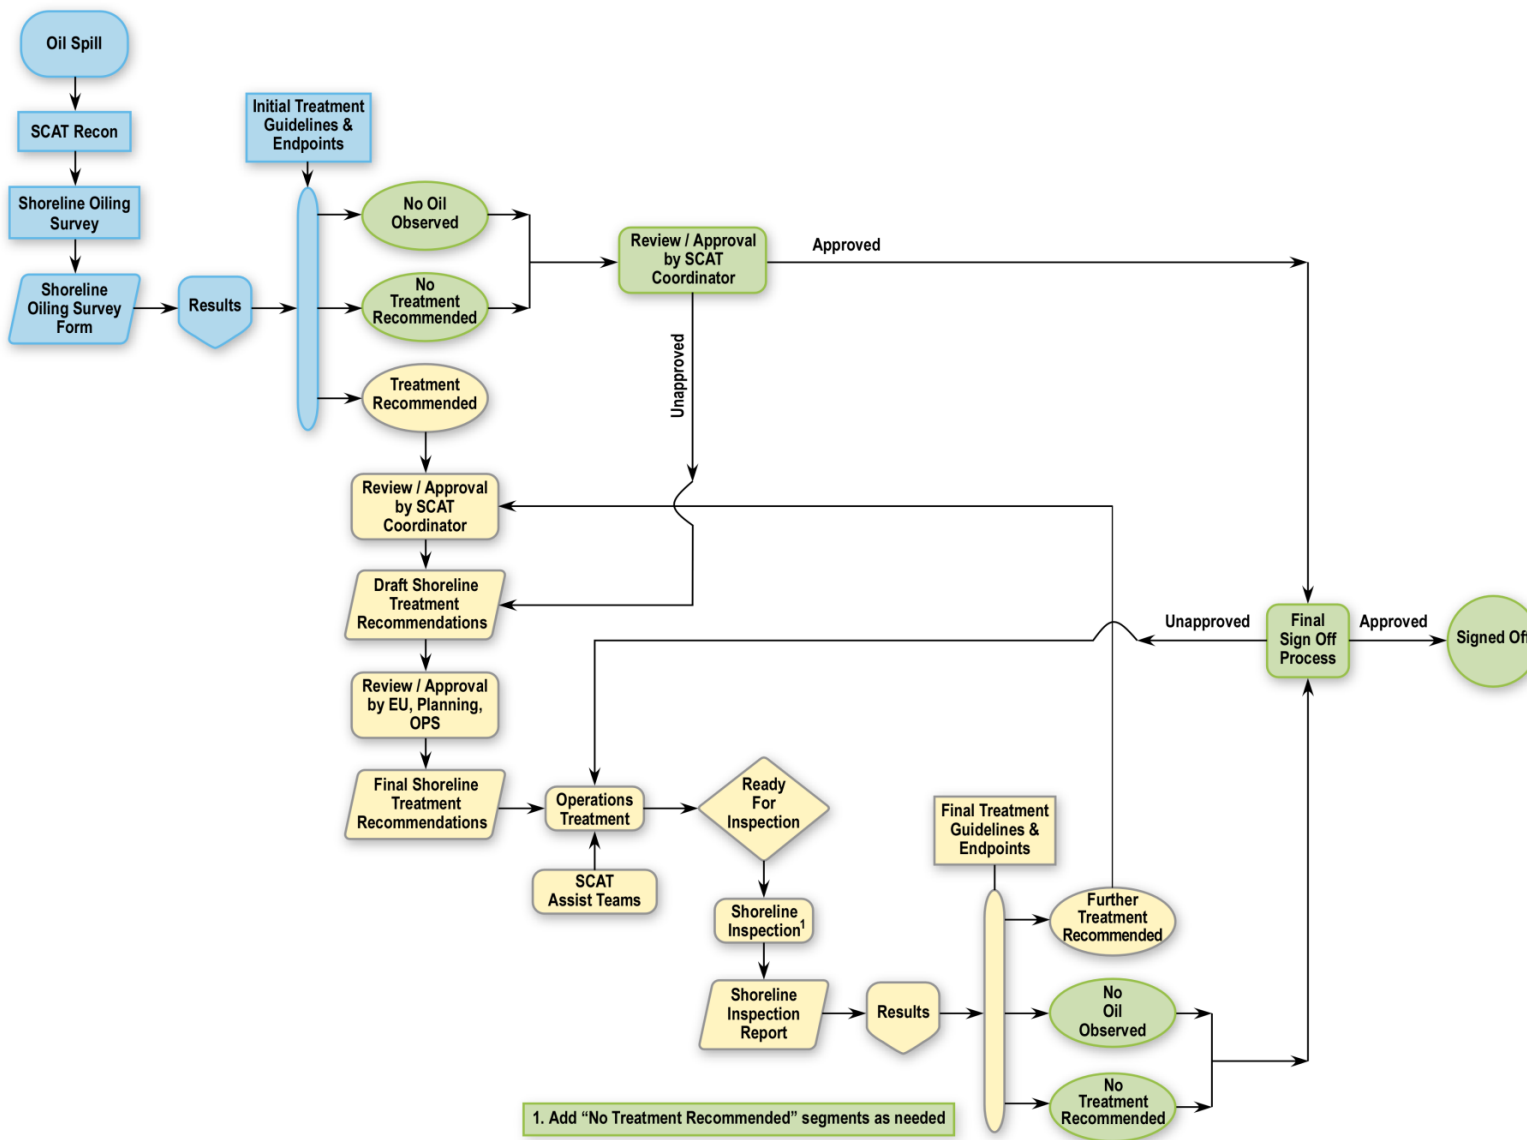 Oil Spill
SCAT Recon
Shoreline Oiling
Survey
Shoreline
Oiling Survey
Form
Results
Initial Treatment
Guidelines &
Endpoints
No Oil
Observed
No
Treatment
Recommended
Treatment
Recommended
Review / Approval
by SCAT
Coordinator
Approved
Unapproved
Review / Approval
by SCAT
Coordinator
Draft Shoreline
Treatment
Recommendations
Review / Approval
by EU, Planning,
OPS
Final Shoreline
Treatment
Recommendations
Operations
Treatment
SCAT
Assist Teams
Ready
For
Inspection
Shoreline
Inspection1
Shoreline
Inspection
Report
Results
Final Treatment
Guidelines &
Endpoints
Further
Treatment
Recommended
No
Oil
Observed
No
Treatment
Recommended
Unapproved
Final
Sign Off
Process
Approved
Signed Off
1. Add “No Treatment Recommended” segments as needed